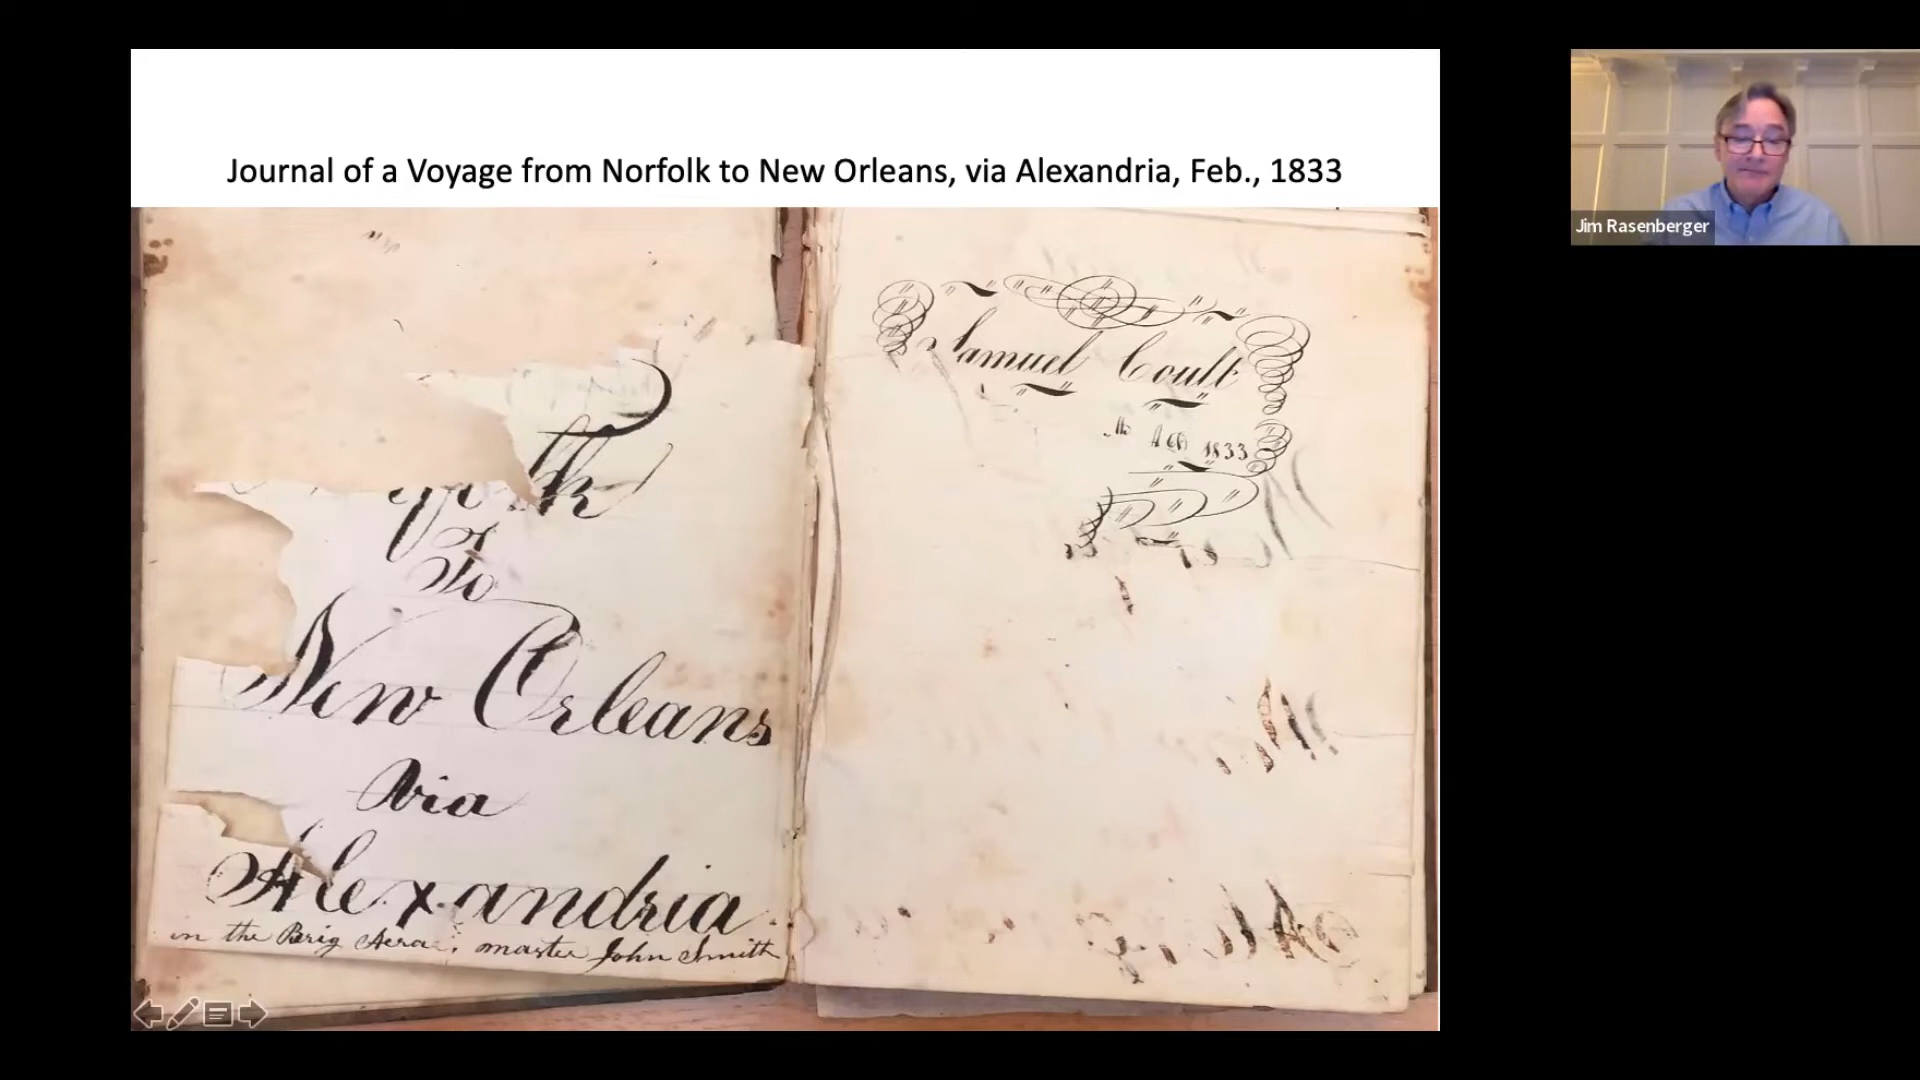 Journal of a Voyage from Norfolk to New Orleans, via Alexandria, Feb., 1833
To
New Orleans
via
Alexandria
in the Brig Aera, master John Smith
Samuel Coult
1833
Jim Rasenberger